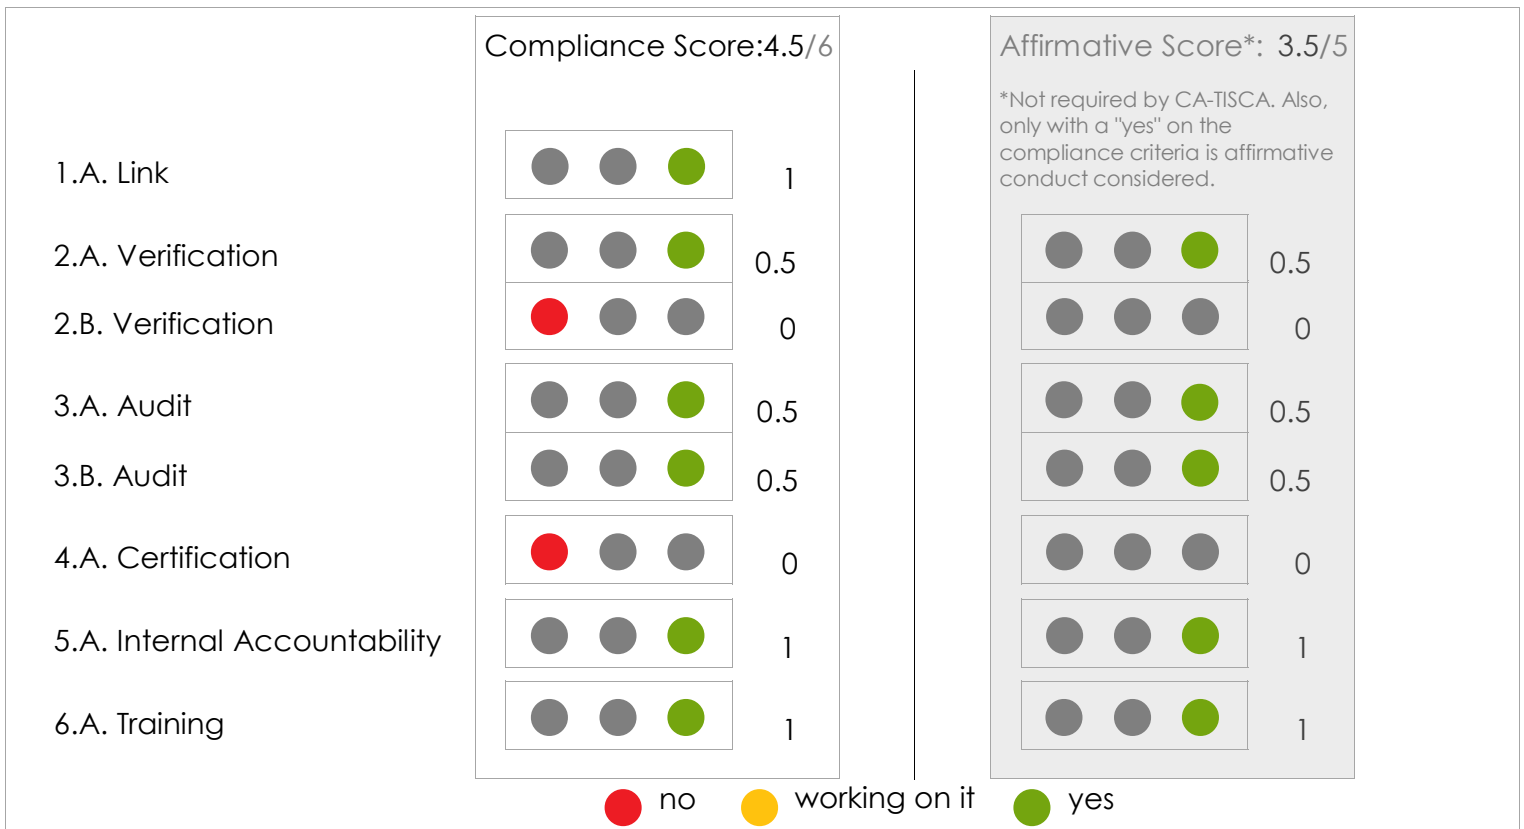 Compliance Score:4.5/6
Affirmative Score*: 3.5/5
*Not required by CA-TISCA. Also,
only with a "yes" on the
compliance criteria is affirmative
conduct considered.
1.A. Link 1
2.A. Verification 0.5 0.5
2.B. Verification 0 0
3.A. Audit 0.5 0.5
3.B. Audit 0.5 0.5
4.A. Certification 0 0
5.A. Internal Accountability 1 1
6.A. Training 1 1
no working on it yes